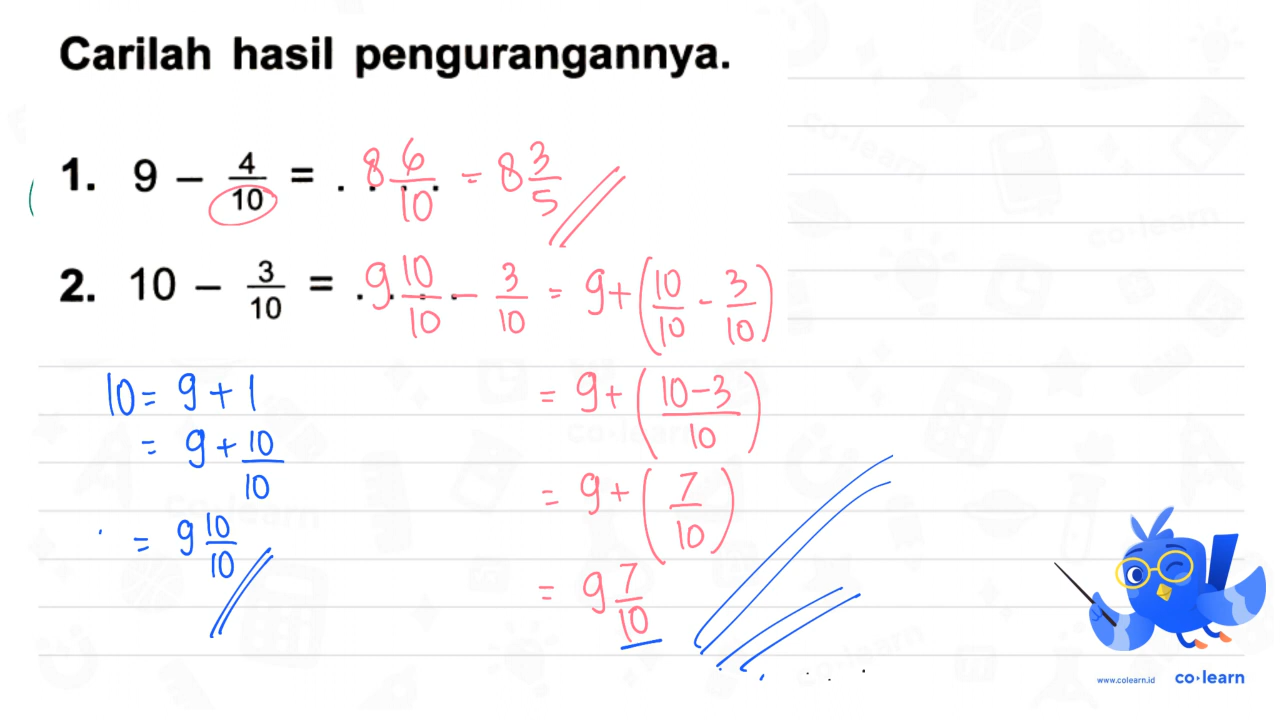 Carilah hasil pengurangannya.
1. 9 - 4/10 = .... 8 6/10 = 8 3/5
2. 10 - 3/10 = .... 9 10/10 - 3/10 = 9 + (10/10 - 3/10)
10 = 9 + 1
= 9 + 10/10
= 9 10/10
= 9 + (10-3/10)
= 9 + (7/10)
= 9 7/10
www.colearn.id co·learn